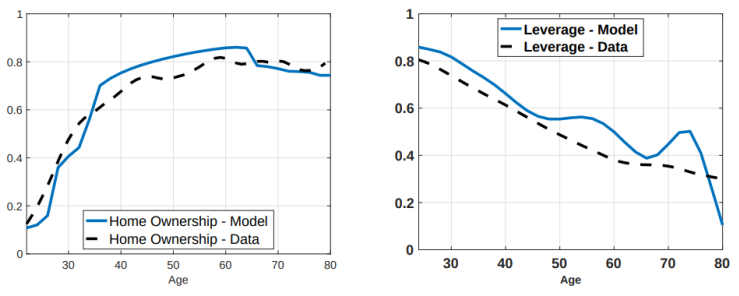 1
0.8
0.6
0.4
0.2
0
30 40 50 60 70 80
Age
Home Ownership - Model
Home Ownership - Data
1
0.8
0.6
0.4
0.2
0
30 40 50 60 70 80
Age
Leverage - Model
Leverage - Data